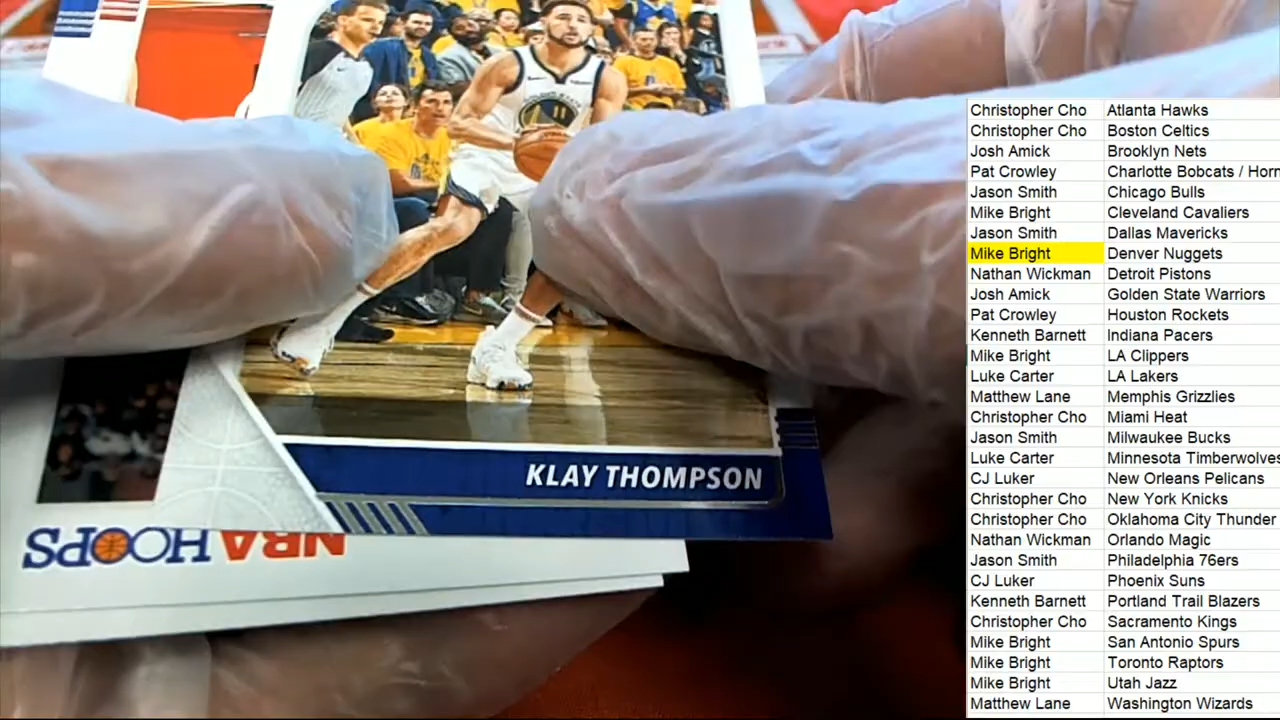 11
KLAY THOMPSON
NBA HOOPS
Christopher Cho Atlanta Hawks
Christopher Cho Boston Celtics
Josh Amick Brooklyn Nets
Pat Crowley Charlotte Bobcats / Horn
Jason Smith Chicago Bulls
Mike Bright Cleveland Cavaliers
Jason Smith Dallas Mavericks
Mike Bright Denver Nuggets
Nathan Wickman Detroit Pistons
Josh Amick Golden State Warriors
Pat Crowley Houston Rockets
Kenneth Barnett Indiana Pacers
Mike Bright LA Clippers
Luke Carter LA Lakers
Matthew Lane Memphis Grizzlies
Christopher Cho Miami Heat
Jason Smith Milwaukee Bucks
Luke Carter Minnesota Timberwolves
CJ Luker New Orleans Pelicans
Christopher Cho New York Knicks
Christopher Cho Oklahoma City Thunder
Nathan Wickman Orlando Magic
Jason Smith Philadelphia 76ers
CJ Luker Phoenix Suns
Kenneth Barnett Portland Trail Blazers
Christopher Cho Sacramento Kings
Mike Bright San Antonio Spurs
Mike Bright Toronto Raptors
Mike Bright Utah Jazz
Matthew Lane Washington Wizards